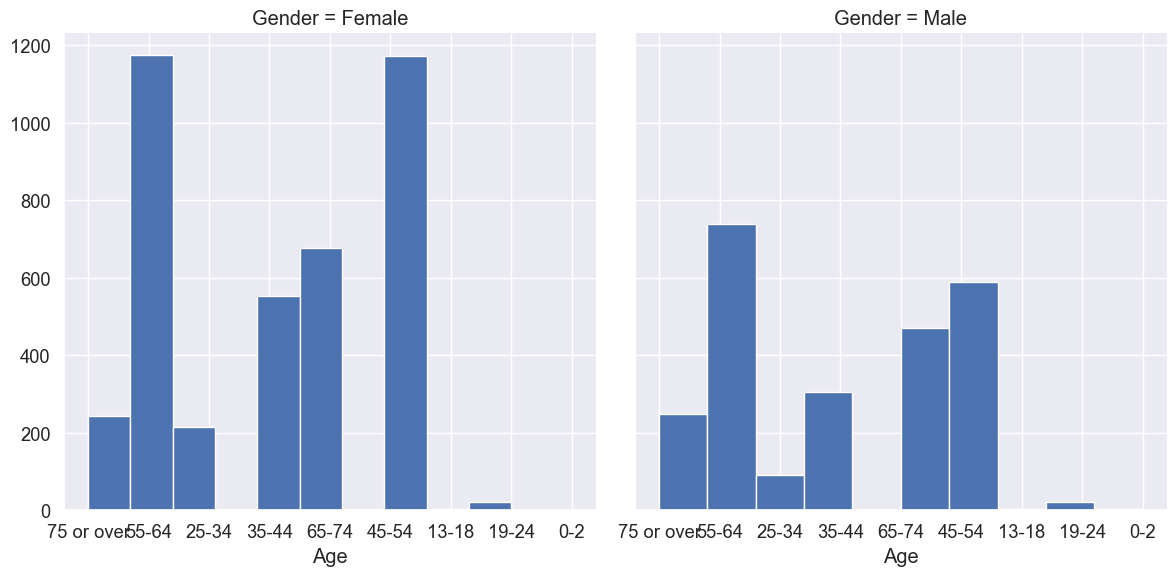 Gender = Female
Gender = Male
1200
1000
800
600
400
200
0
75 or over 55-64 25-34 35-44 65-74 45-54 13-18 19-24 0-2
75 or over 55-64 25-34 35-44 65-74 45-54 13-18 19-24 0-2
Age
Age